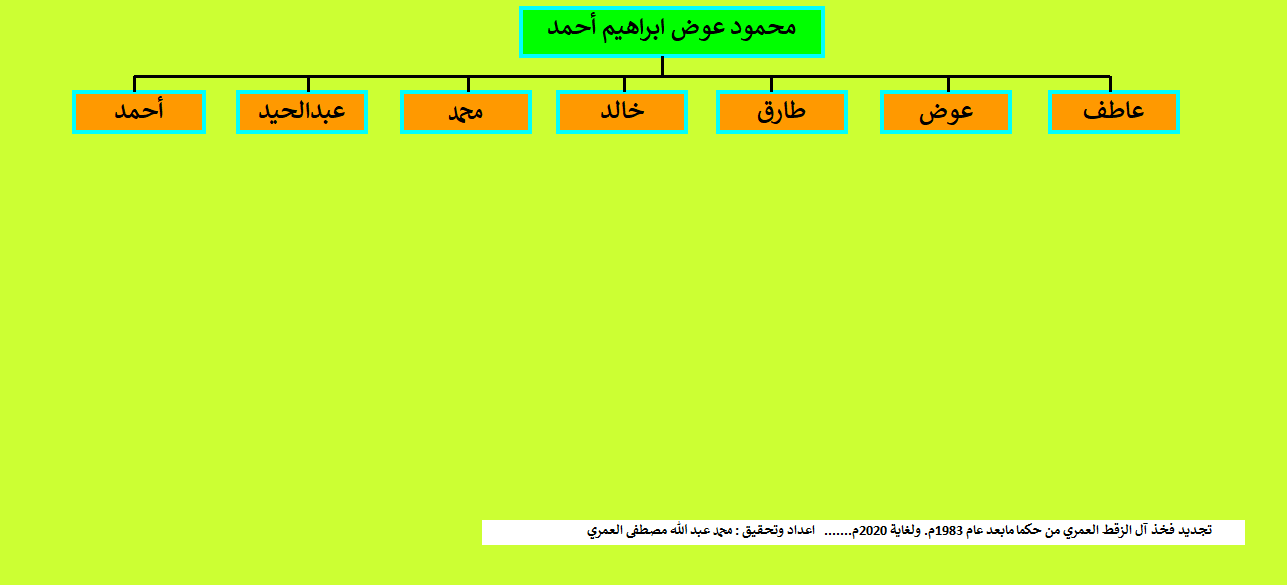 محمود عوض ابراهيم أحمد
عاطف
عوض
طارق
خالد
محمد
عبدالحيد
أحمد
تجديد فخذ آل الزقط العمري من حكما مابعد عام 1983م. ولغاية 2020م....... اعداد وتحقيق : محمد عبد الله مصطفى العمري